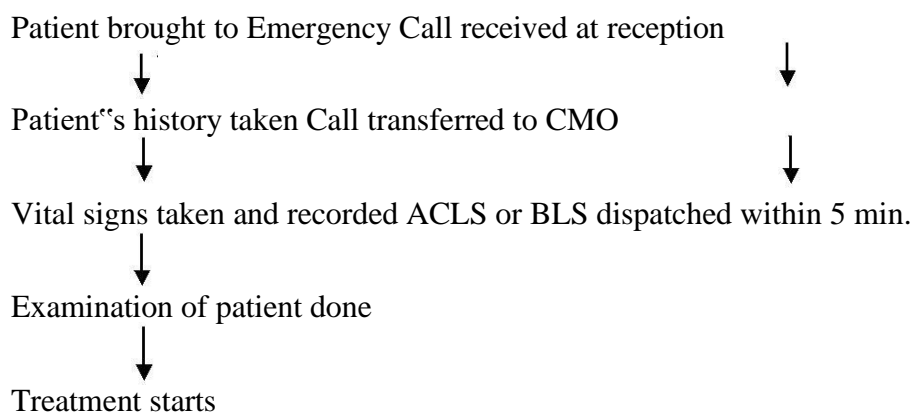 Patient brought to Emergency Call received at reception
Patient‟s history taken Call transferred to CMO
Vital signs taken and recorded ACLS or BLS dispatched within 5 min.
Examination of patient done
Treatment starts